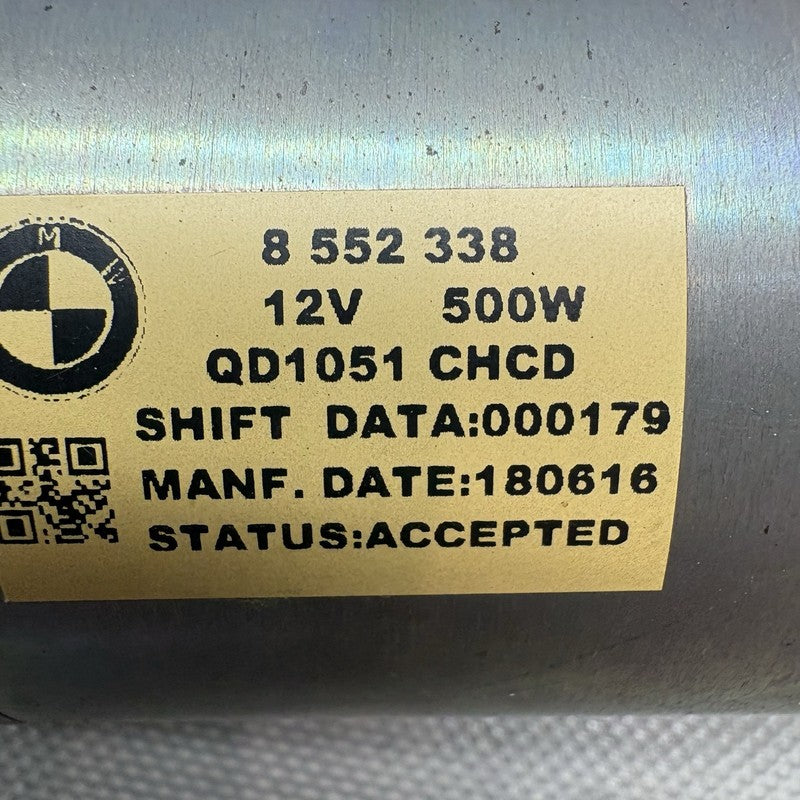 M W
8 552 338
12V 500W
QD1051 CHCD
SHIFT DATA:000179
MANF. DATE:180616
STATUS:ACCEPTED